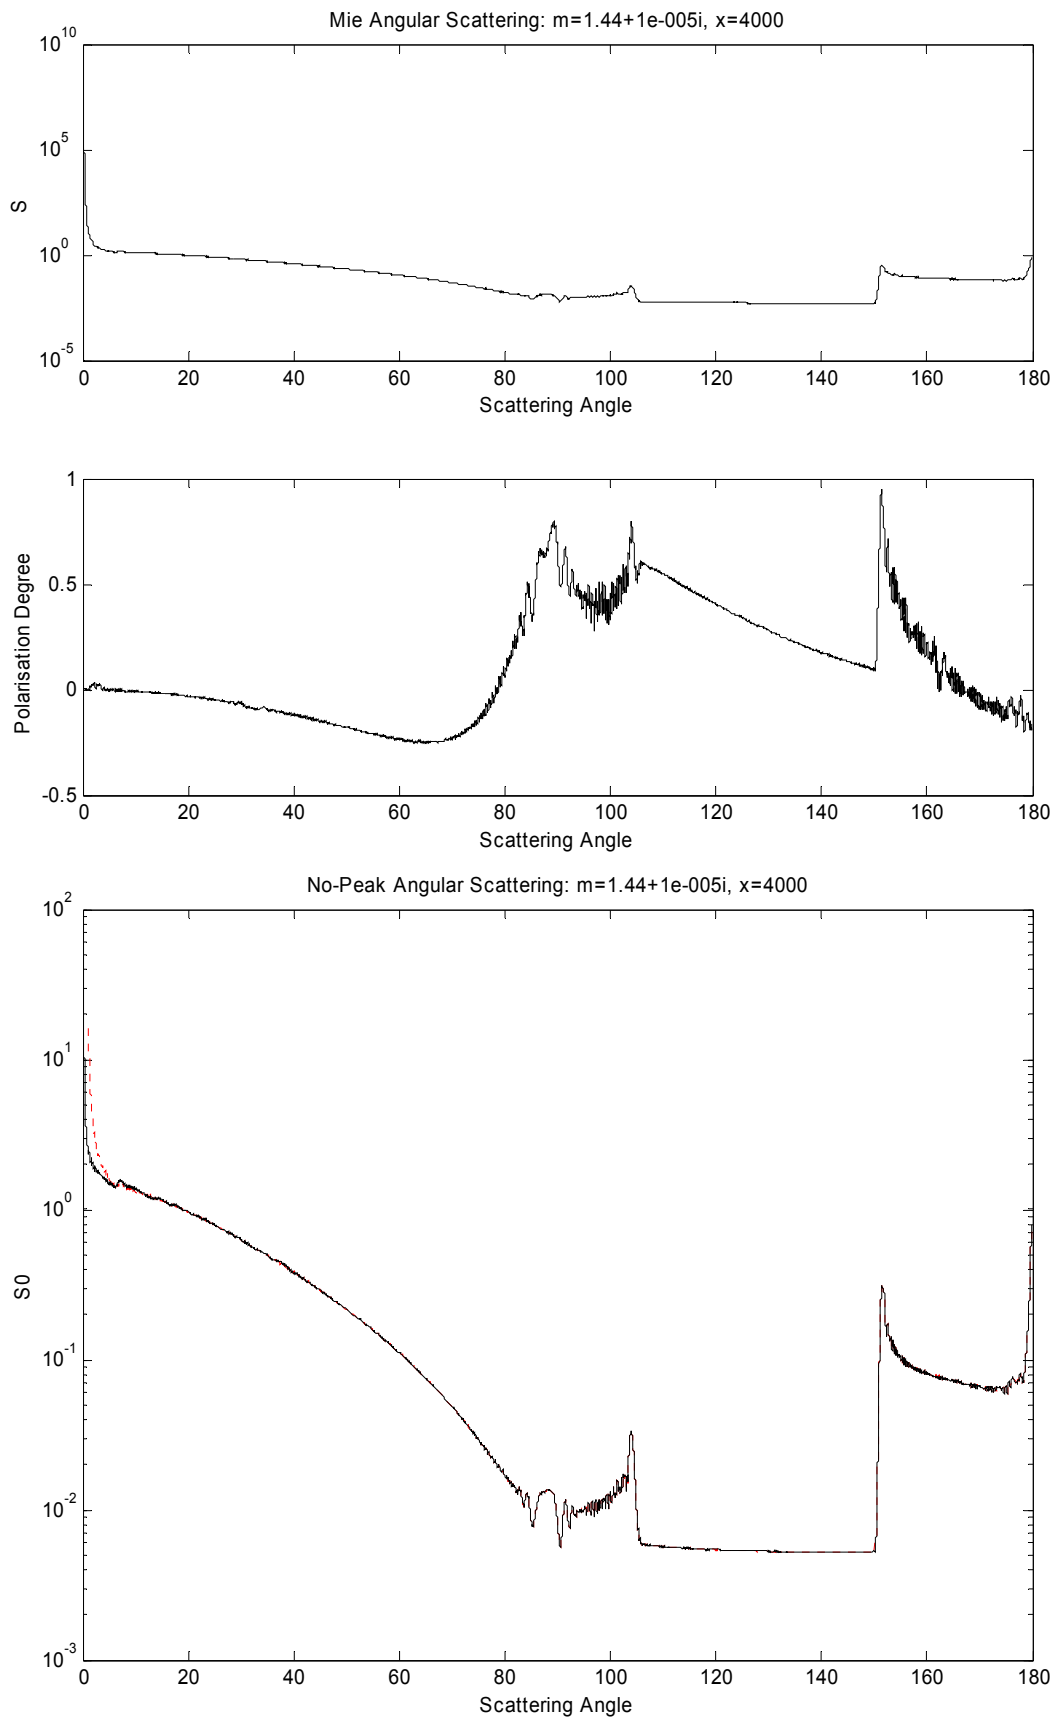 Mie Angular Scattering: m=1.44+1e-005i, x=4000
10^10
10^5
10^0
10^-5
S
0 20 40 60 80 100 120 140 160 180
Scattering Angle
1
0.5
0
-0.5
Polarisation Degree
0 20 40 60 80 100 120 140 160 180
Scattering Angle
No-Peak Angular Scattering: m=1.44+1e-005i, x=4000
10^2
10^1
10^0
10^-1
10^-2
10^-3
S0
0 20 40 60 80 100 120 140 160 180
Scattering Angle